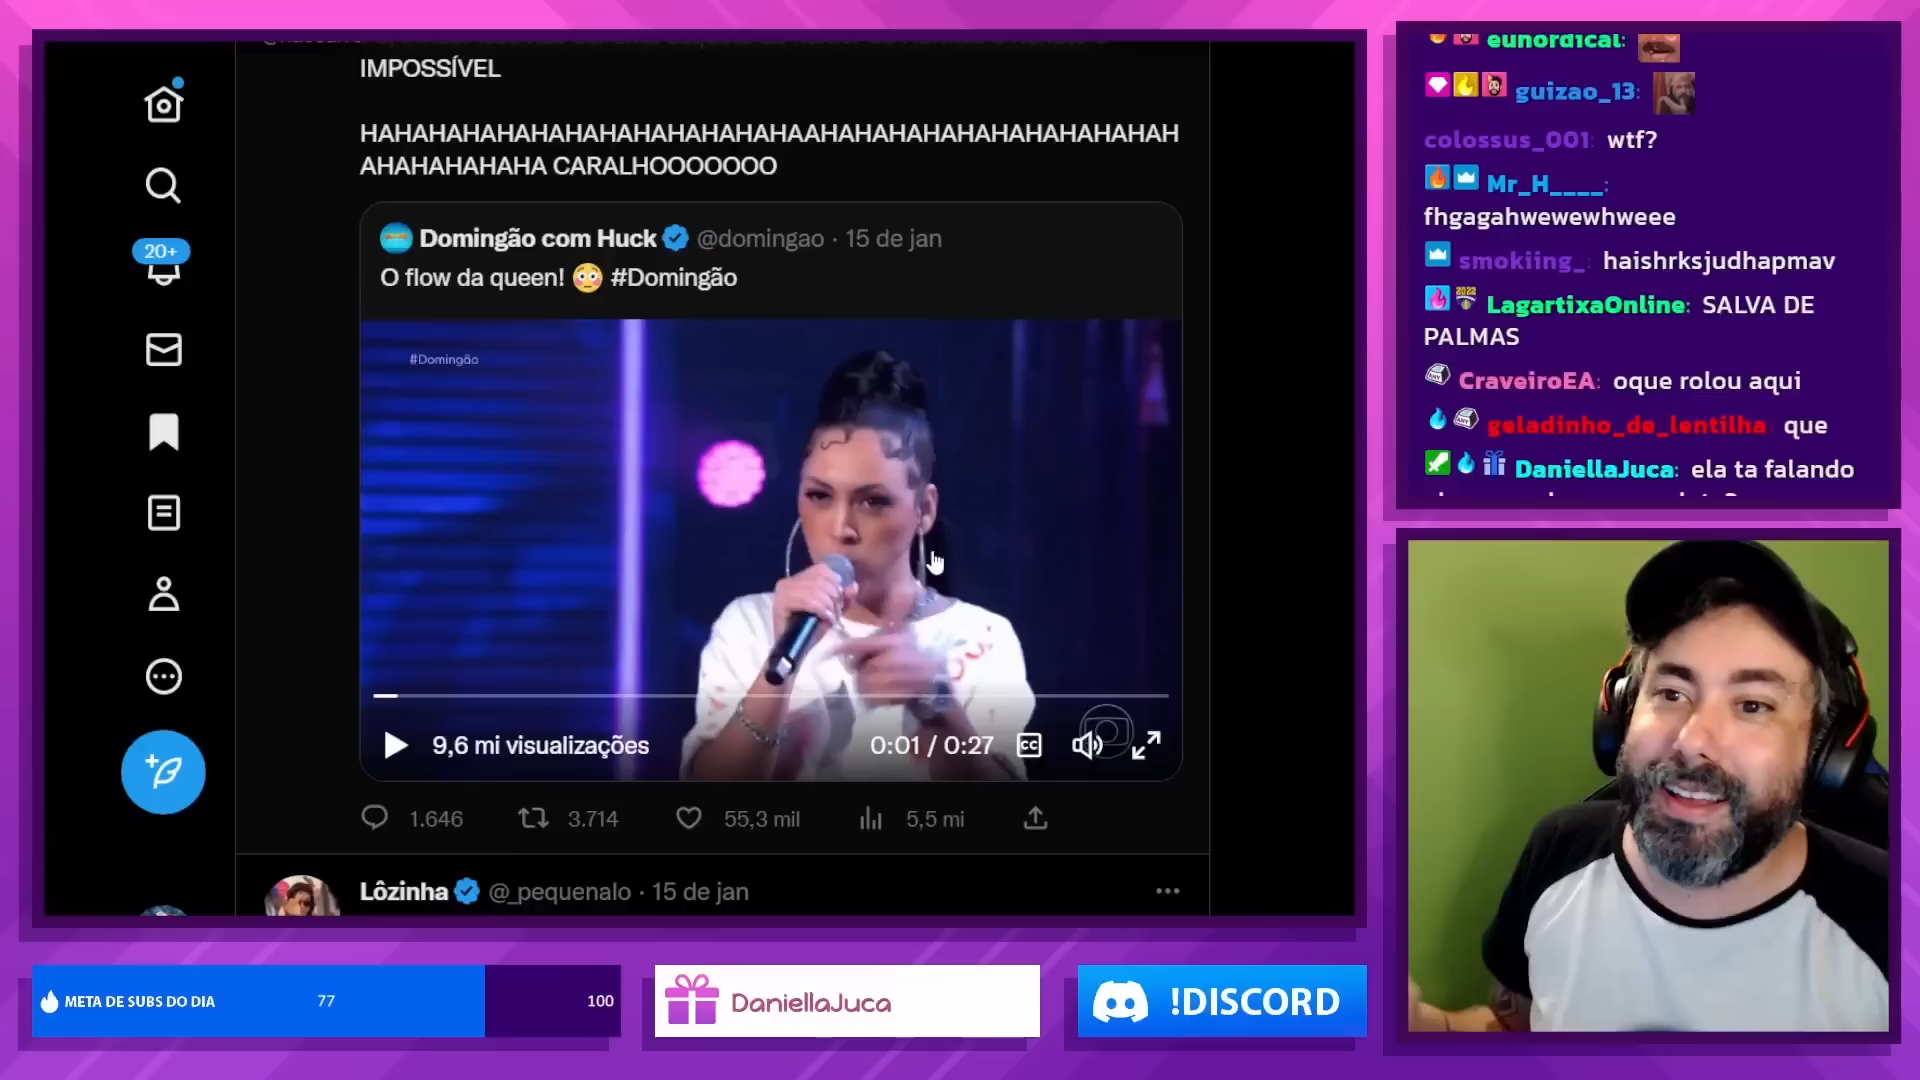 IMPOSSÍVEL
HAHAHAHAHAHAHAHAHAHAHAHAHAAHAHAHAHAHAHAHAHAHAHAH
AHAHAHAHAHA CARALHOOOOOOO
Domingão com Huck @domingao · 15 de jan
O flow da queen! #Domingão
#Domingão
9,6 mi visualizações
0:01 / 0:27
CC
1.646
3.714
55,3 mil
5,5 mi
Lôzinha @_pequenalo · 15 de jan
20+
eunordical:
guizao_13:
colossus_001: wtf?
Mr_H____:
fhgagahwewewhweee
smokiing_: haishrksjudhapmav
LagartixaOnline: SALVA DE
PALMAS
CraveiroEA: oque rolou aqui
geladinho_de_lentilha que
DaniellaJuca: ela ta falando
META DE SUBS DO DIA 77 100
DaniellaJuca
!DISCORD